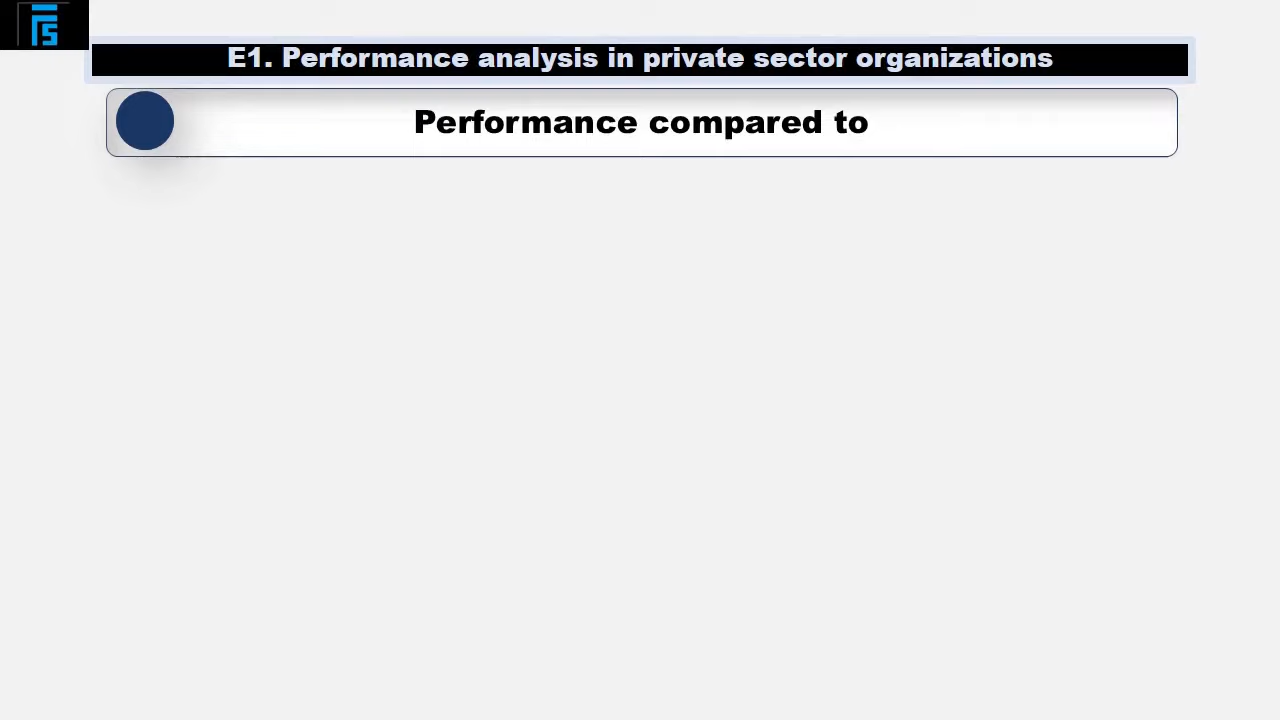 E1. Performance analysis in private sector organizations
Performance compared to